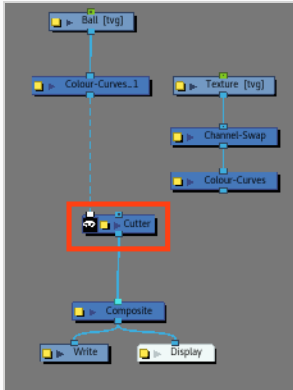 Ball [tvg]
Colour-Curves_1
Texture [tvg]
Channel-Swap
Colour-Curves
Cutter
Composite
Write
Display